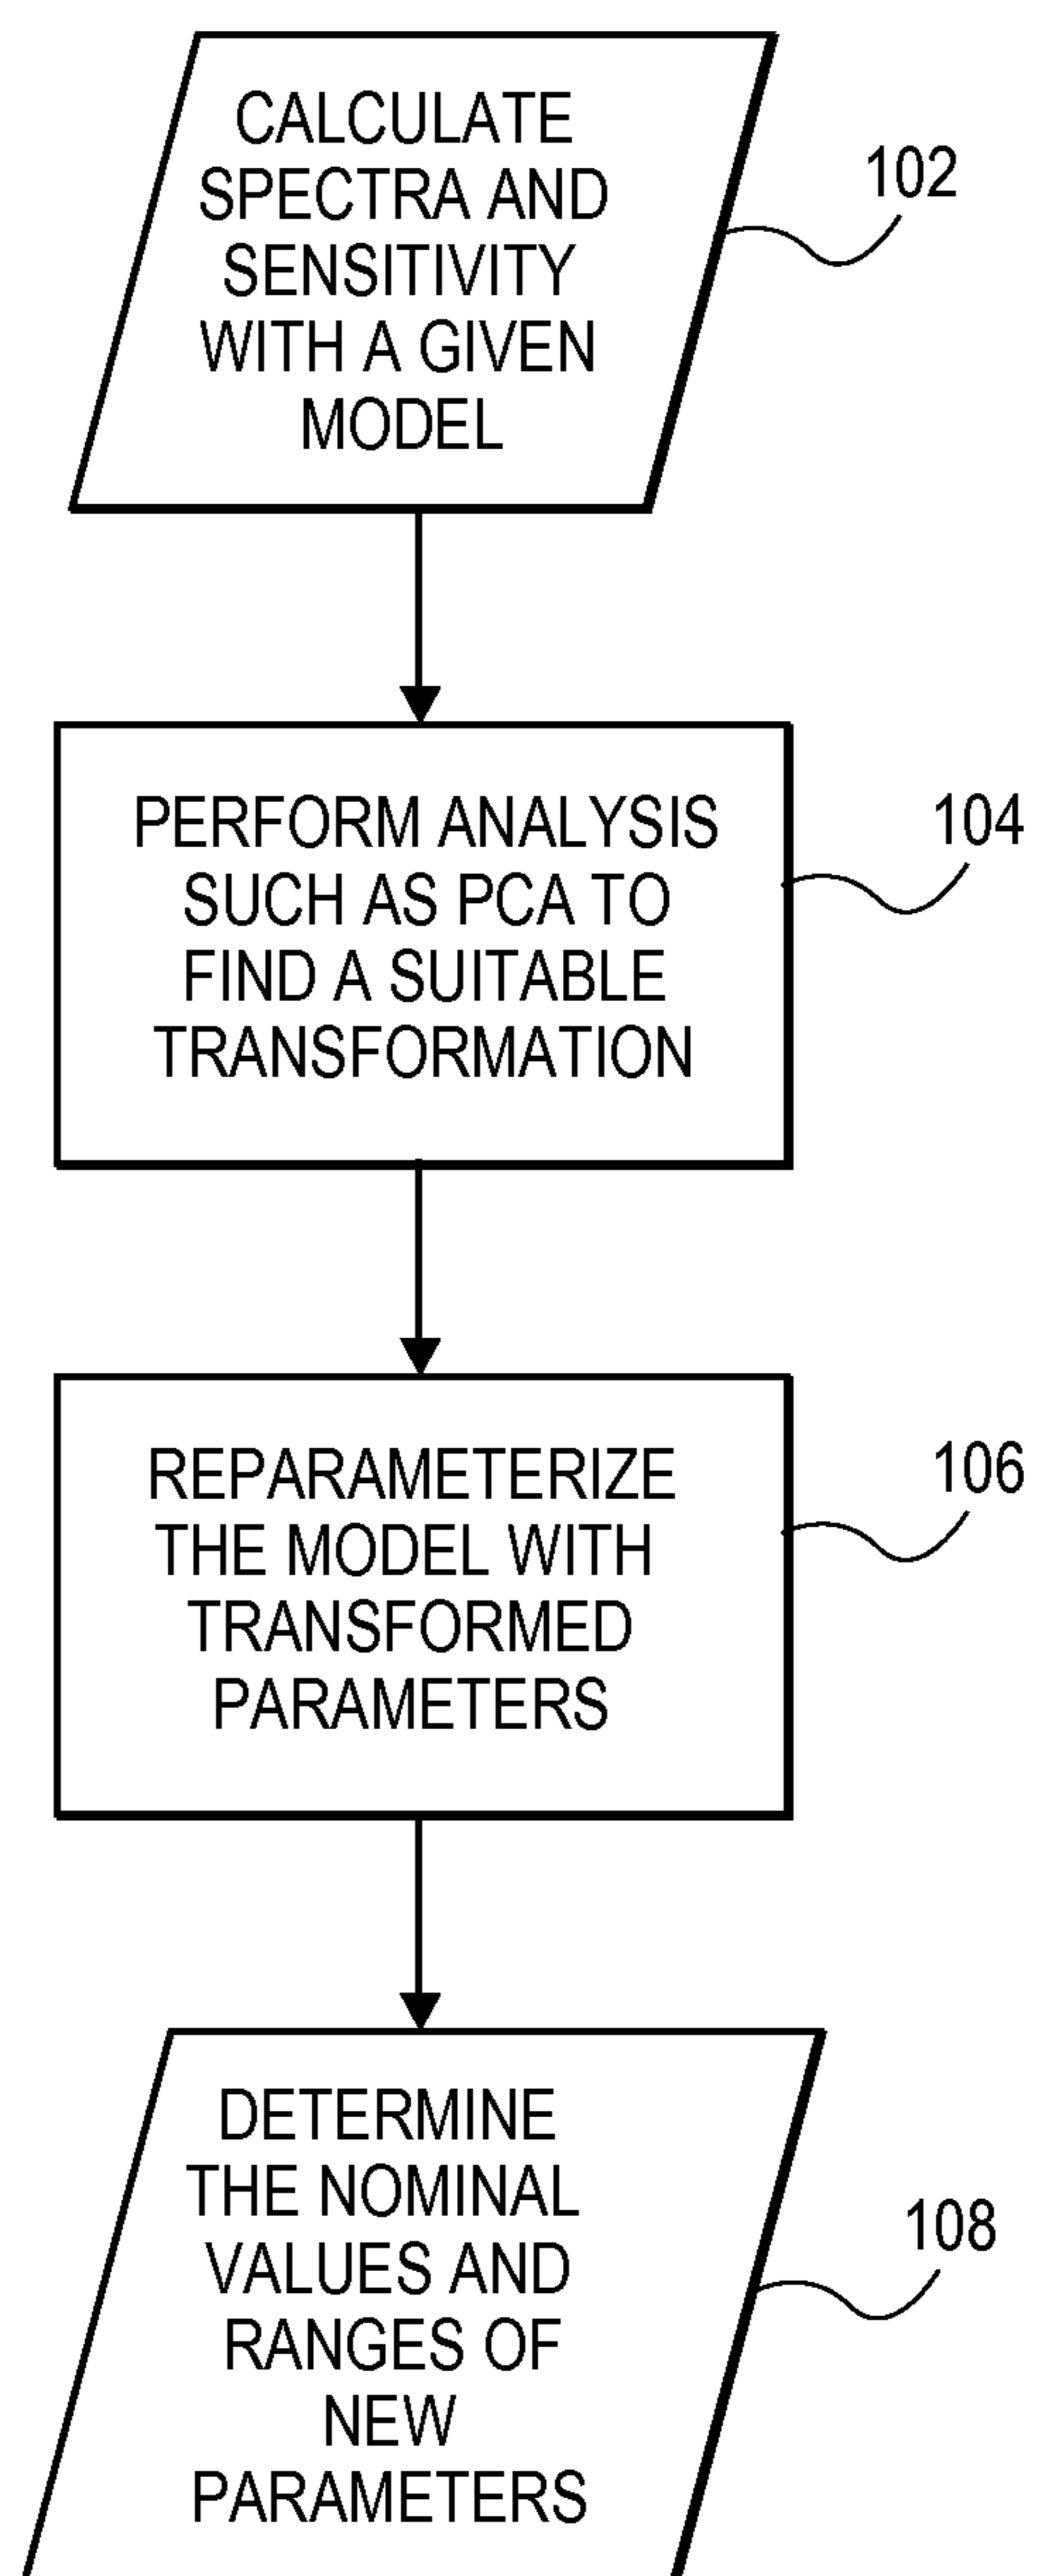 CALCULATE
SPECTRA AND
SENSITIVITY
WITH A GIVEN
MODEL
102
PERFORM ANALYSIS
SUCH AS PCA TO
FIND A SUITABLE
TRANSFORMATION
104
REPARAMETERIZE
THE MODEL WITH
TRANSFORMED
PARAMETERS
106
DETERMINE
THE NOMINAL
VALUES AND
RANGES OF
NEW
PARAMETERS
108